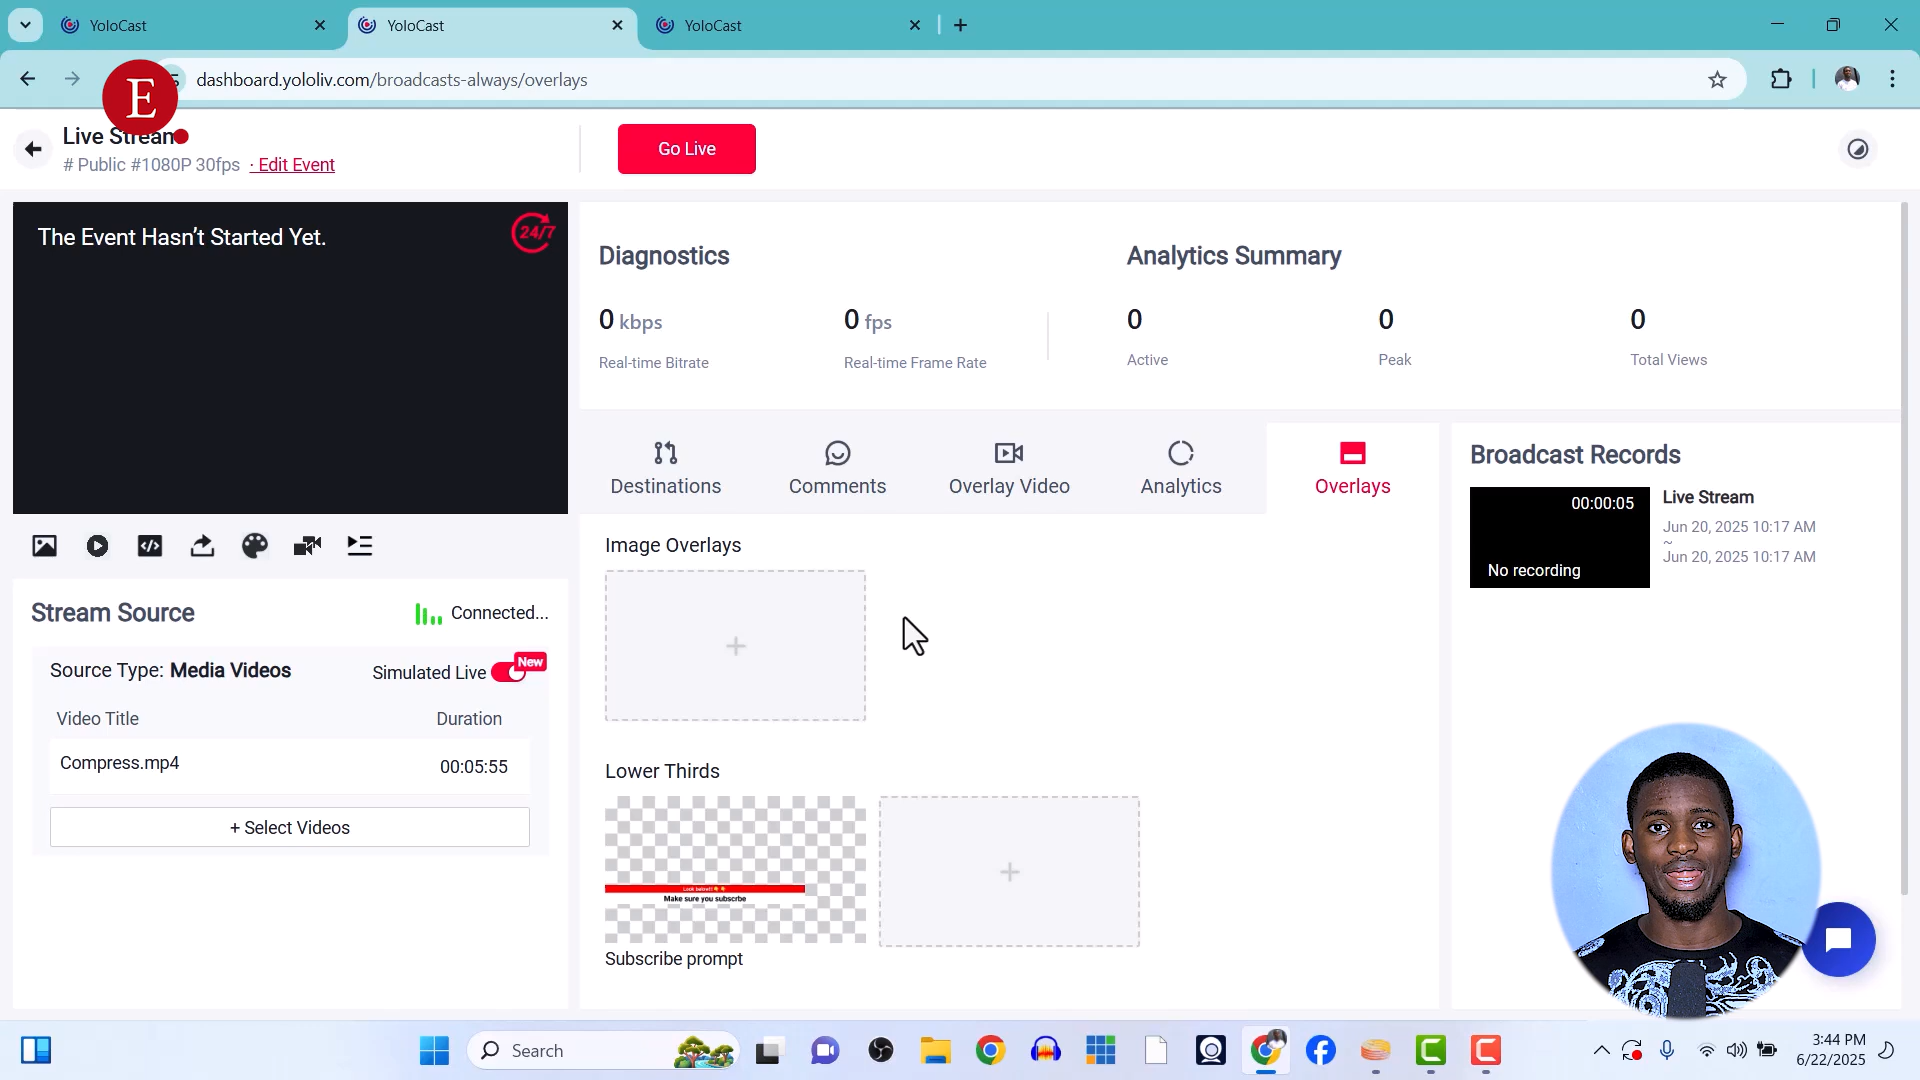 YoloCast
YoloCast
YoloCast
dashboard.yololiv.com/broadcasts-always/overlays
E
Live Stream
# Public #1080P 30fps · Edit Event
Go Live
The Event Hasn’t Started Yet.
24/7
Diagnostics
Analytics Summary
0 kbps
0 fps
0
0
0
Real-time Bitrate
Real-time Frame Rate
Active
Peak
Total Views
Destinations
Comments
Overlay Video
Analytics
Overlays
Broadcast Records
00:00:05
No recording
Live Stream
Jun 20, 2025 10:17 AM
~
Jun 20, 2025 10:17 AM
Image Overlays
Stream Source
Connected...
Source Type: Media Videos
Simulated Live
New
Video Title
Duration
Compress.mp4
00:05:55
+ Select Videos
Lower Thirds
Look below!!
Make sure you subscrbe
Subscribe prompt
Search
3:44 PM
6/22/2025